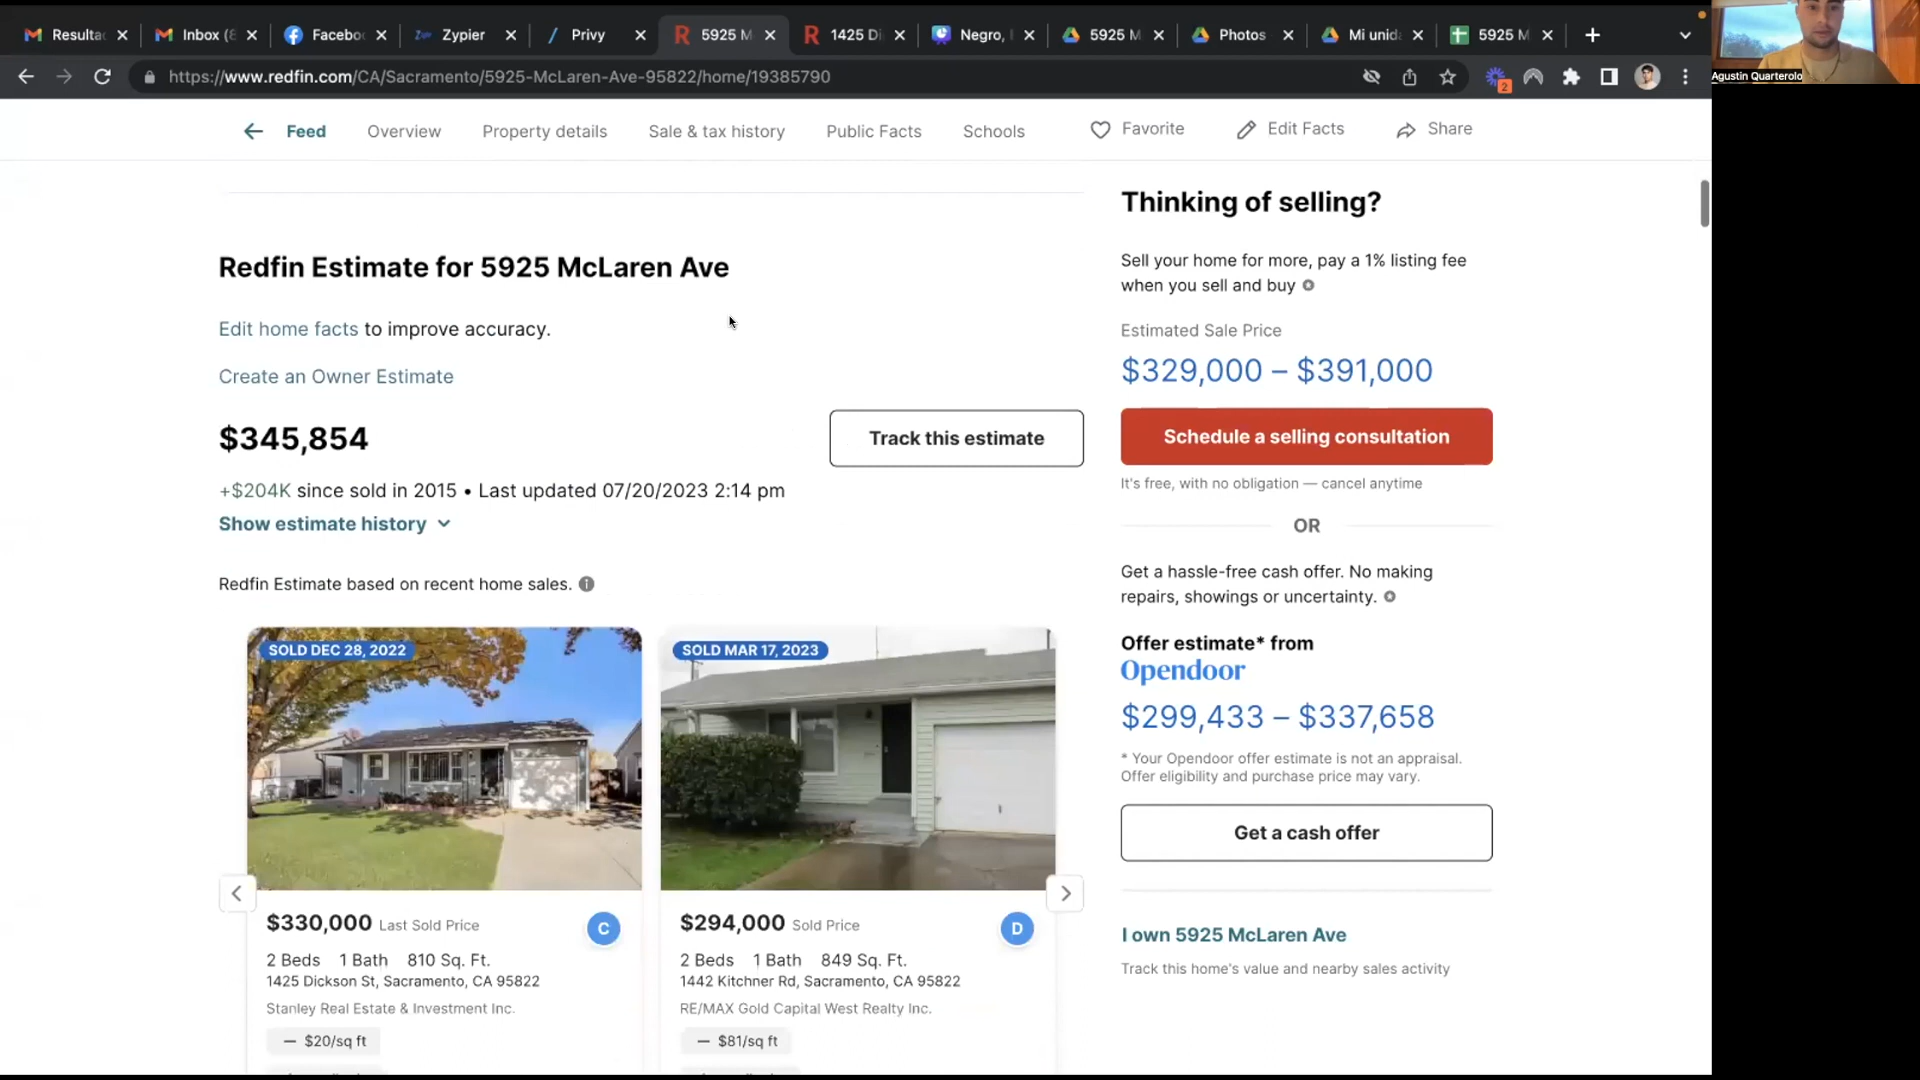 Resulta
Inbox (8
Facebo
Zypier
Privy
5925 M
1425 Di
Negro,
5925 M
Photos
Mi unid
5925 M
https://www.redfin.com/CA/Sacramento/5925-McLaren-Ave-95822/home/19385790
2
Agustin Quarterolo
Feed
Overview
Property details
Sale & tax history
Public Facts
Schools
Favorite
Edit Facts
Share
Redfin Estimate for 5925 McLaren Ave
Edit home facts to improve accuracy.
Create an Owner Estimate
$345,854
Track this estimate
+$204K since sold in 2015 • Last updated 07/20/2023 2:14 pm
Show estimate history
Redfin Estimate based on recent home sales.
SOLD DEC 28, 2022
$330,000 Last Sold Price
C
2 Beds 1 Bath 810 Sq. Ft.
1425 Dickson St, Sacramento, CA 95822
Stanley Real Estate & Investment Inc.
— $20/sq ft
SOLD MAR 17, 2023
$294,000 Sold Price
D
2 Beds 1 Bath 849 Sq. Ft.
1442 Kitchner Rd, Sacramento, CA 95822
RE/MAX Gold Capital West Realty Inc.
— $81/sq ft
Thinking of selling?
Sell your home for more, pay a 1% listing fee
when you sell and buy
Estimated Sale Price
$329,000 – $391,000
Schedule a selling consultation
It's free, with no obligation — cancel anytime
OR
Get a hassle-free cash offer. No making
repairs, showings or uncertainty.
Offer estimate* from
Opendoor
$299,433 – $337,658
* Your Opendoor offer estimate is not an appraisal.
Offer eligibility and purchase price may vary.
Get a cash offer
I own 5925 McLaren Ave
Track this home's value and nearby sales activity